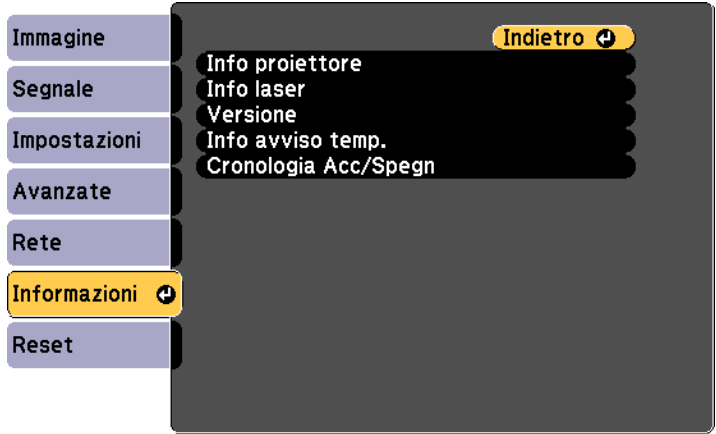 Immagine
Segnale
Impostazioni
Avanzate
Rete
Informazioni
Reset
Indietro
Info proiettore
Info laser
Versione
Info avviso temp.
Cronologia Acc/Spegn